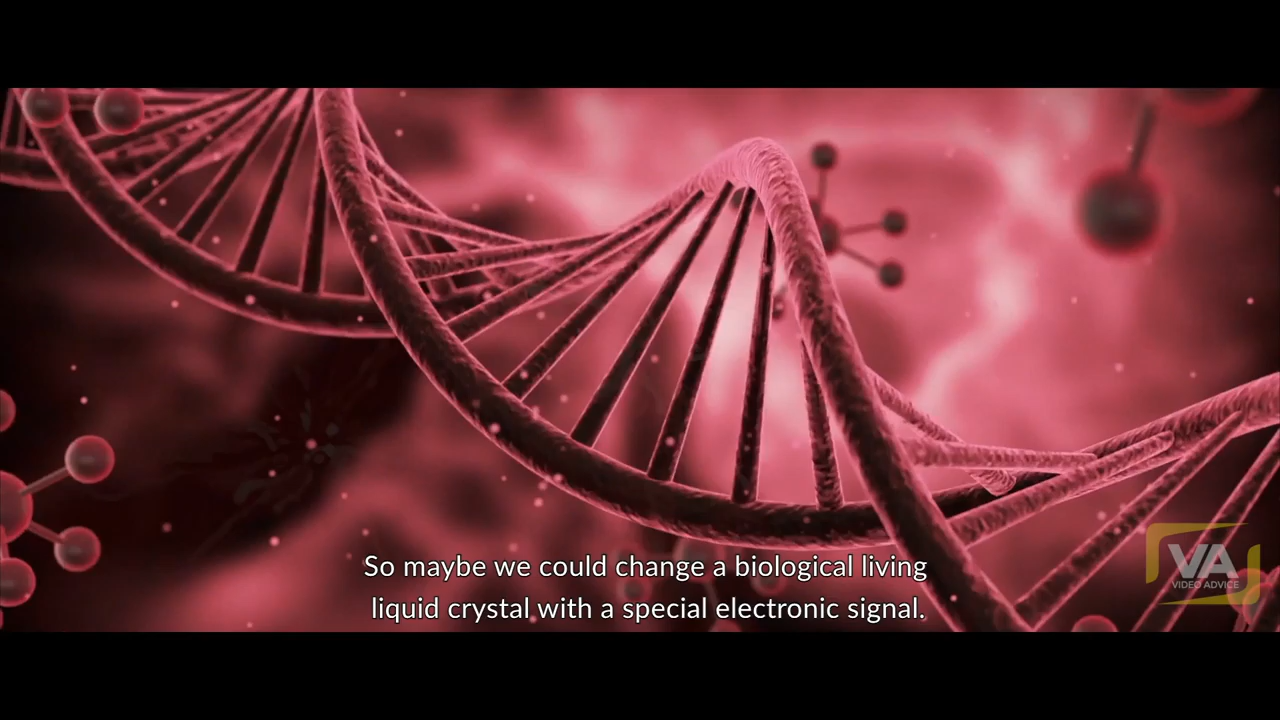 So maybe we could change a biological living
liquid crystal with a special electronic signal.
VA
VIDEO ADVICE